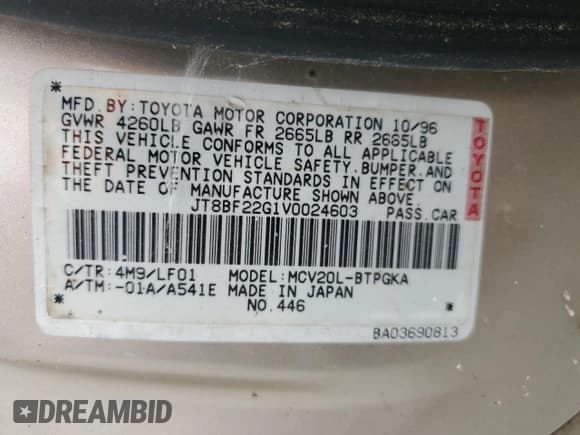 MFD. BY: TOYOTA MOTOR CORPORATION 10/96
GVWR 4260LB GAWR FR 2665LB RR 2665LB
THIS VEHICLE CONFORMS TO ALL APPLICABLE
FEDERAL MOTOR VEHICLE SAFETY, BUMPER, AND
THEFT PREVENTION STANDARDS IN EFFECT ON
THE DATE OF MANUFACTURE SHOWN ABOVE.
JT8BF22G1V0024603 PASS. CAR
C/TR: 4M9/LF01 MODEL: MCV20L-BTPGKA
A/TM: -01A/A541E MADE IN JAPAN
NO. 446
BA03690813
TOYOTA
DREAMBID